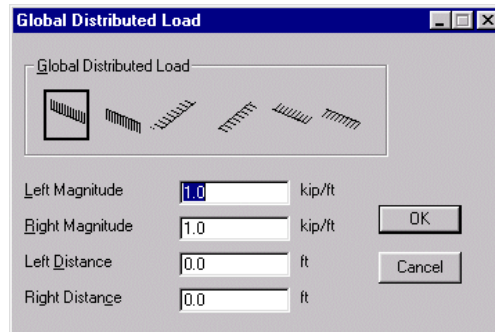 Global Distributed Load
Global Distributed Load
Left Magnitude 1.0 kip/ft
Right Magnitude 1.0 kip/ft
OK
Left Distance 0.0 ft
Cancel
Right Distance 0.0 ft